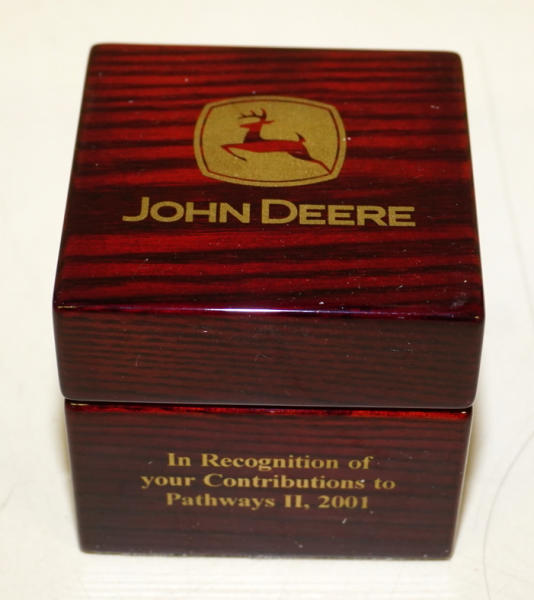 JOHN DEERE
In Recognition of
your Contributions to
Pathways II, 2001